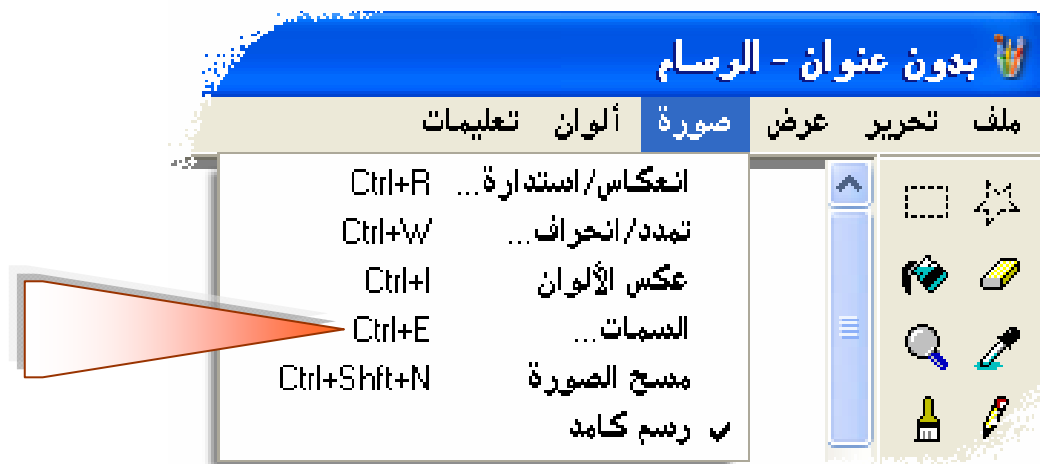 بدون عنوان - الرسام
ملف تحرير عرض صورة ألوان تعليمات
انعكاس/استدارة... Ctrl+R
تمدد/انحراف... Ctrl+W
عكس الألوان Ctrl+I
السمات... Ctrl+E
مسح الصورة Ctrl+Shft+N
رسم كامد